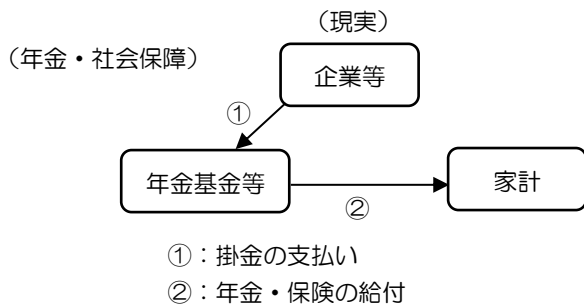 （現実）
（年金・社会保障）
企業等
①
年金基金等
家計
②
①：掛金の支払い
②：年金・保険の給付